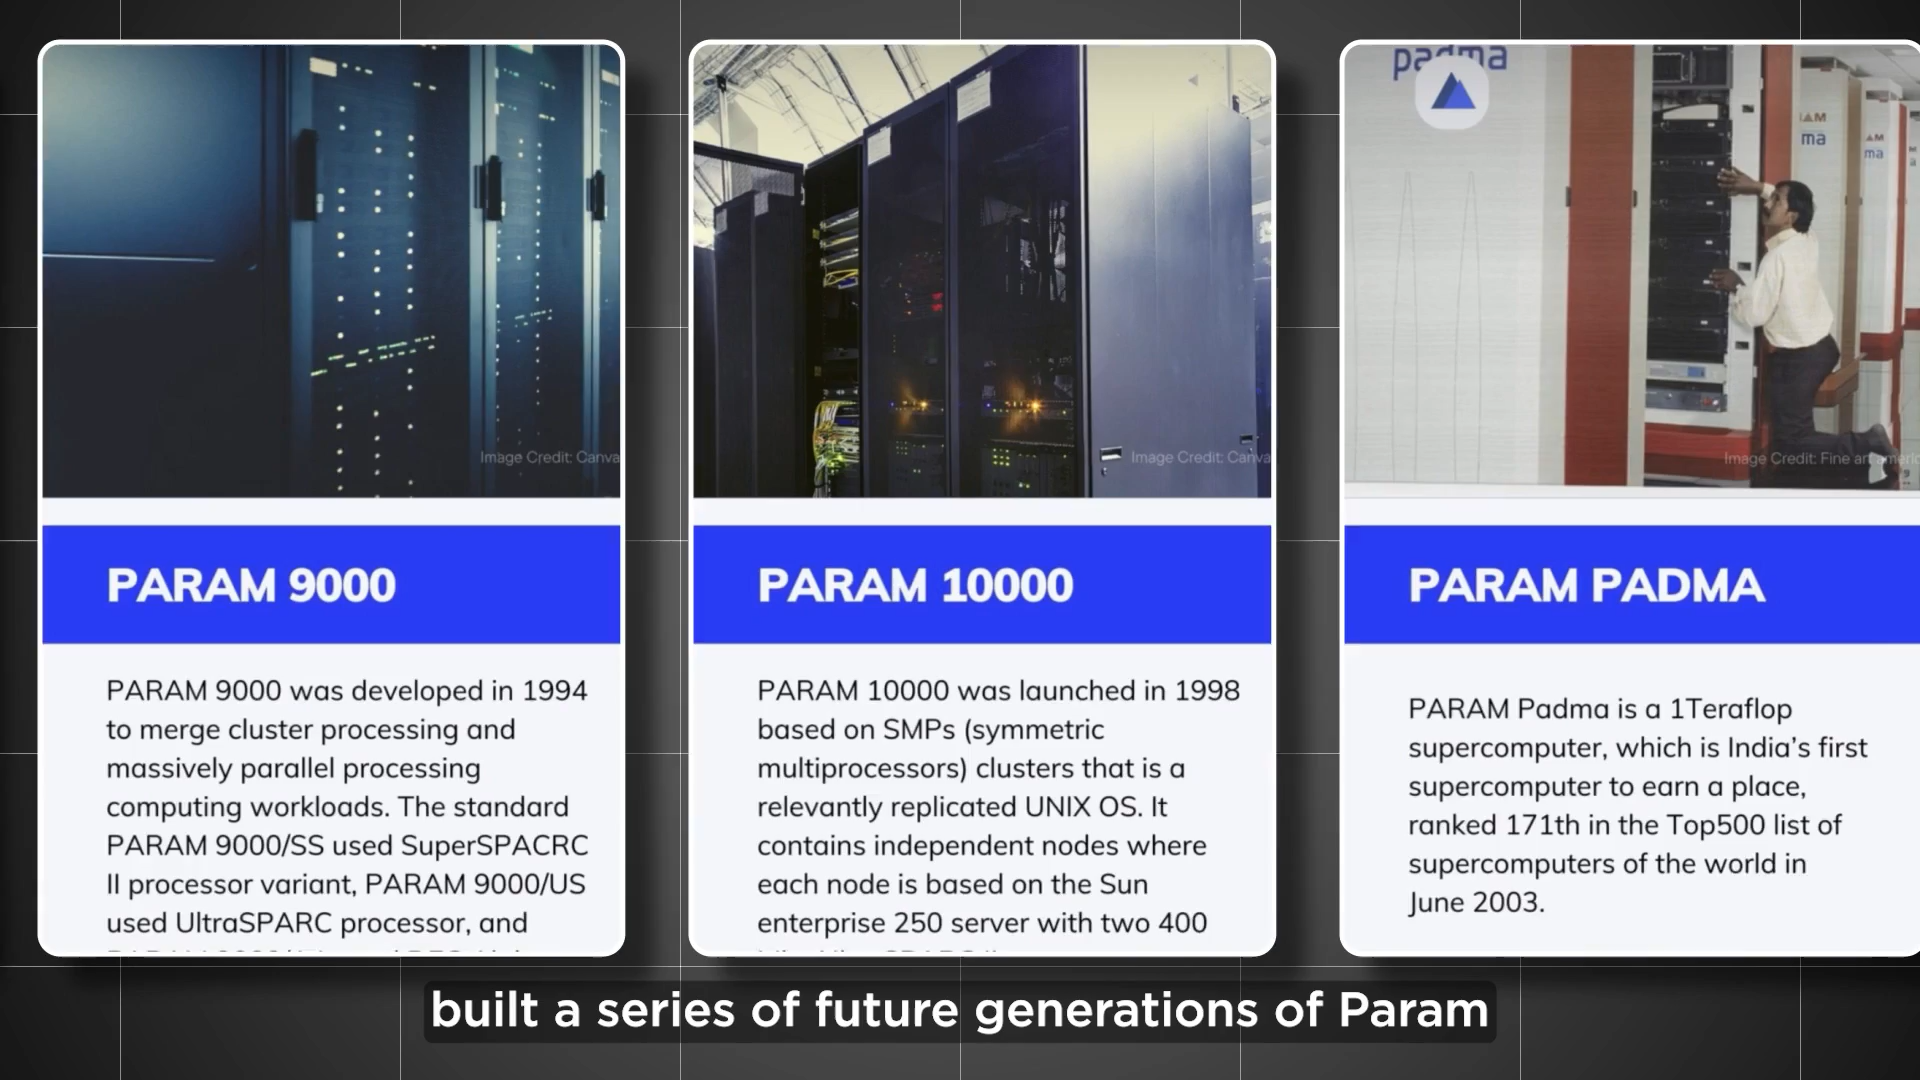 Image Credit: Canva
PARAM 9000
PARAM 9000 was developed in 1994
to merge cluster processing and
massively parallel processing
computing workloads. The standard
PARAM 9000/SS used SuperSPACRC
II processor variant, PARAM 9000/US
used UltraSPARC processor, and
Image Credit: Canva
PARAM 10000
PARAM 10000 was launched in 1998
based on SMPs (symmetric
multiprocessors) clusters that is a
relevantly replicated UNIX OS. It
contains independent nodes where
each node is based on the Sun
enterprise 250 server with two 400
padma
AM
ma
AM
ma
Image Credit: Fine art americ
PARAM PADMA
PARAM Padma is a 1Teraflop
supercomputer, which is India's first
supercomputer to earn a place,
ranked 171th in the Top500 list of
supercomputers of the world in
June 2003.
built a series of future generations of Param